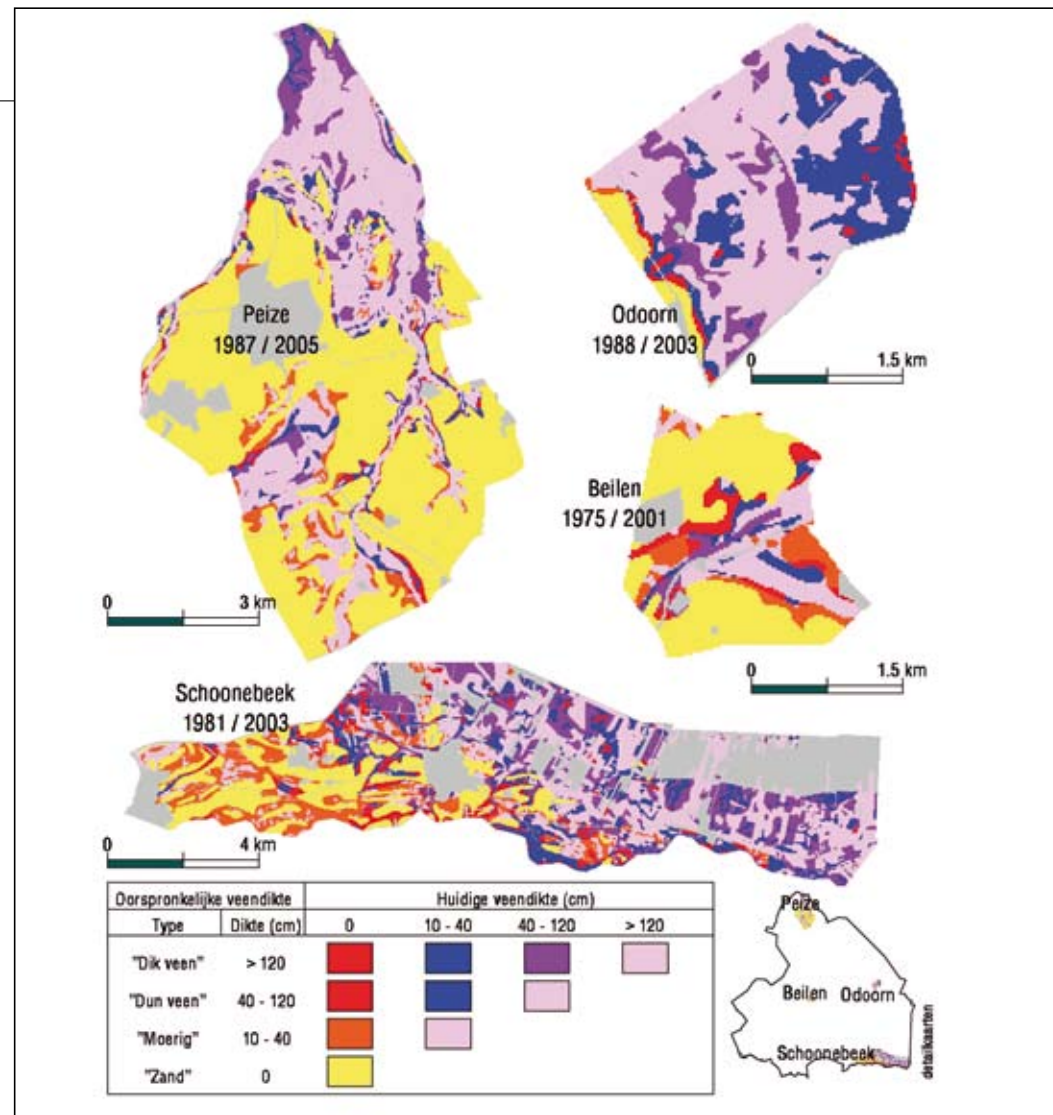 Peize
1987 / 2005
0 3 km
Odoorn
1988 / 2003
0 1.5 km
Beilen
1975 / 2001
0 1.5 km
Schoonebeek
1981 / 2003
0 4 km
Oorspronkelijke veendikte Huidige veendikte (cm)
Type Dikte (cm) 0 10 - 40 40 - 120 > 120
"Dik veen" > 120
"Dun veen" 40 - 120
"Moerig" 10 - 40
"Zand" 0
Peize
Beilen Odoorn
Schoonebeek
detailkaarten